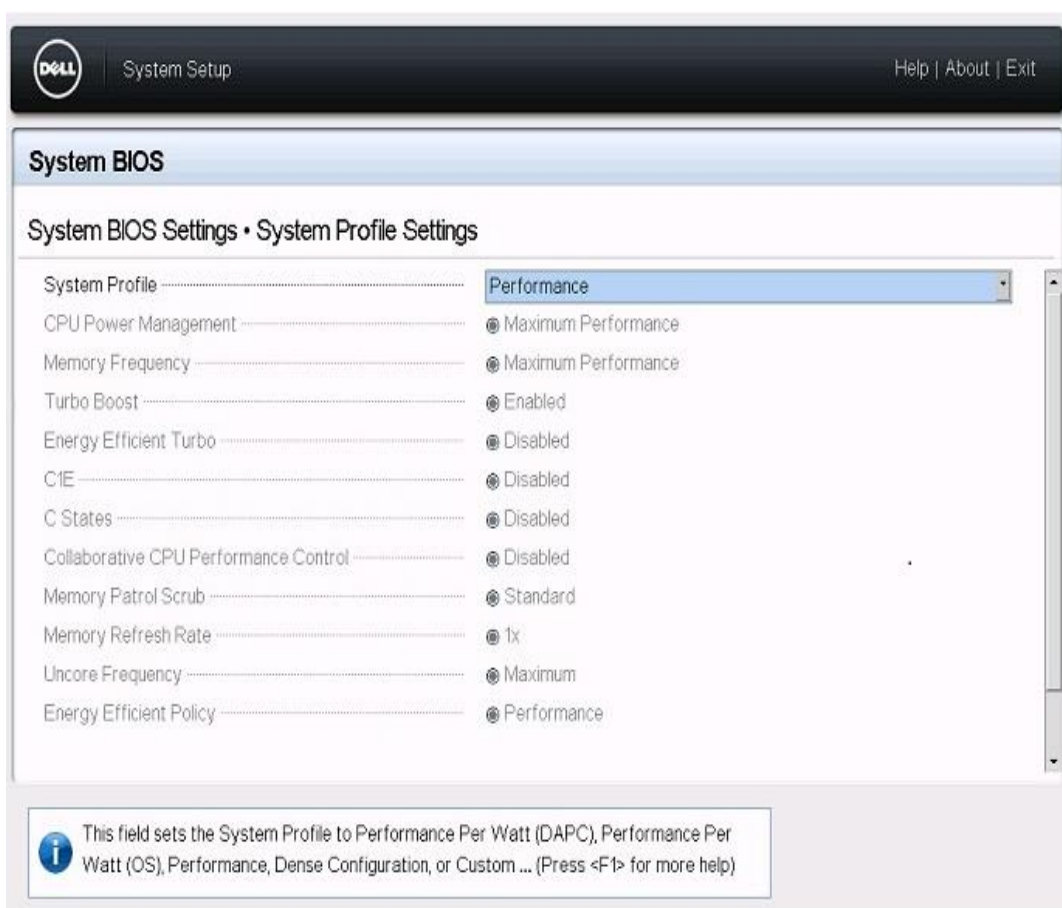 DELL
System Setup
Help | About | Exit
System BIOS
System BIOS Settings • System Profile Settings
System Profile Performance
CPU Power Management Maximum Performance
Memory Frequency Maximum Performance
Turbo Boost Enabled
Energy Efficient Turbo Disabled
C1E Disabled
C States Disabled
Collaborative CPU Performance Control Disabled
Memory Patrol Scrub Standard
Memory Refresh Rate 1x
Uncore Frequency Maximum
Energy Efficient Policy Performance
This field sets the System Profile to Performance Per Watt (DAPC), Performance Per
Watt (OS), Performance, Dense Configuration, or Custom ... (Press <F1> for more help)